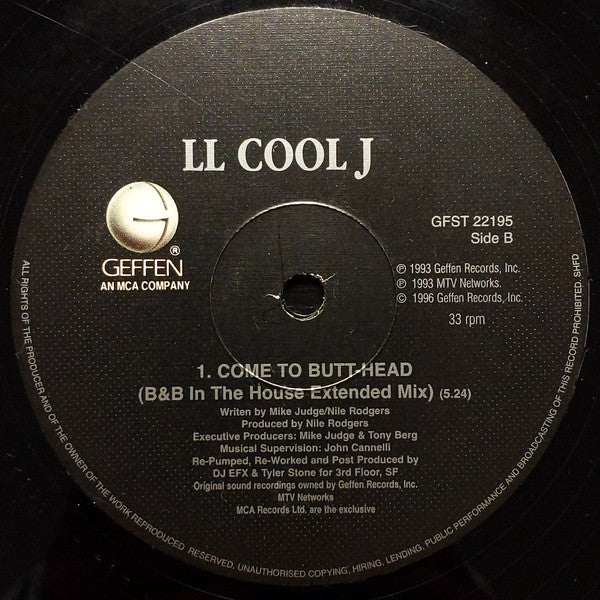 LL COOL J
GFST 22195
Side B
®
GEFFEN
AN MCA COMPANY
℗ 1993 Geffen Records, Inc.
℗ 1993 MTV Networks.
© 1996 Geffen Records, Inc.
33 rpm
1. COME TO BUTT-HEAD
(B&B In The House Extended Mix) (5.24)
Writen by Mike Judge/Nile Rodgers
Produced by Nile Rodgers
Executive Producers: Mike Judge & Tony Berg
Musical Supervision: John Cannelli
Re-Pumped, Re-Worked and Post Produced by
DJ EFX & Tyler Stone for 3rd Floor, SF
Original sound recordings owned by Geffen Records, Inc.
MTV Networks
MCA Records Ltd. are the exclusive
ALL RIGHTS OF THE PRODUCER AND OF THE OWNER OF THE WORK REPRODUCED RESERVED. UNAUTHORISED COPYING, HIRING, LENDING, PUBLIC PERFORMANCE AND BROADCASTING OF THIS RECORD PROHIBITED. SHFD